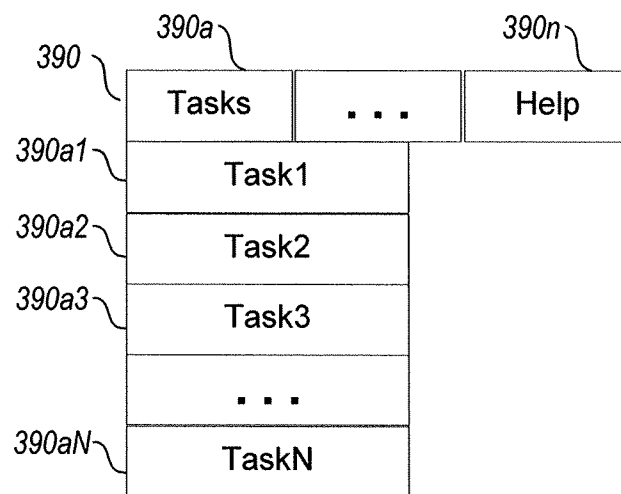 390a 390n
390
Tasks ... Help
390a1 Task1
390a2 Task2
390a3 Task3
...
390aN TaskN